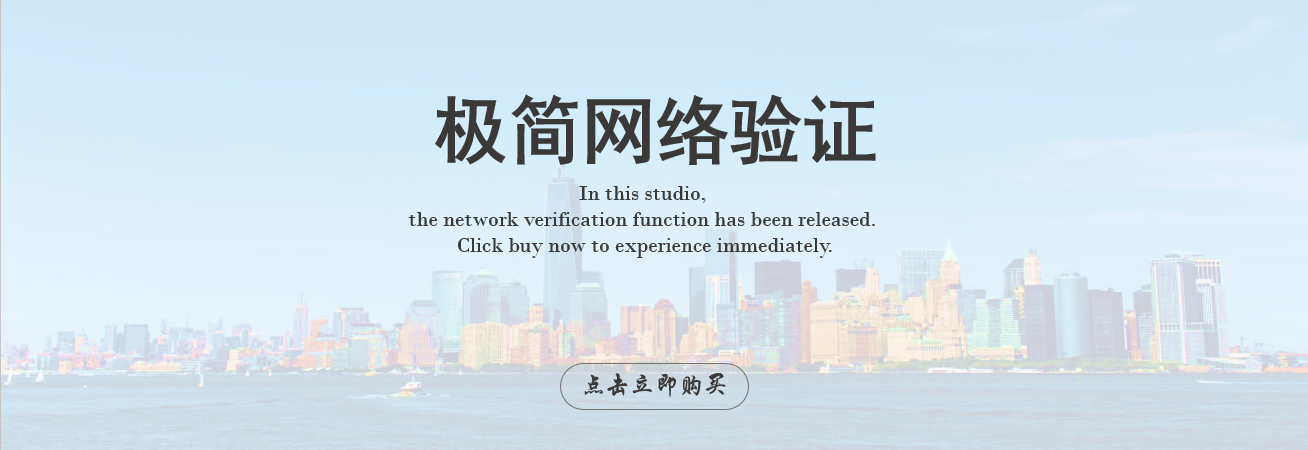 极简网络验证
In this studio,
the network verification function has been released.
Click buy now to experience immediately.
点击立即购买